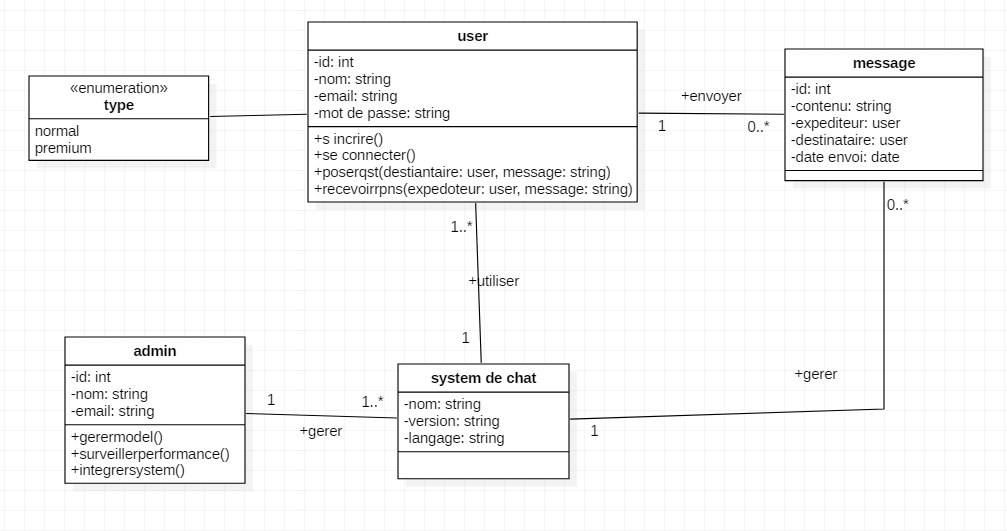 user
-id: int
-nom: string
-email: string
-mot de passe: string
+s incrire()
+se connecter()
+poserqst(destiantaire: user, message: string)
+recevoirrpns(expedoteur: user, message: string)
«enumeration»
type
normal
premium
+envoyer
1
0..*
message
-id: int
-contenu: string
-expediteur: user
-destinataire: user
-date envoi: date
0..*
1..*
+utiliser
1
admin
-id: int
-nom: string
-email: string
+gerermodel()
+surveillerperformance()
+integrersystem()
1
1..*
+gerer
system de chat
-nom: string
-version: string
-langage: string
+gerer
1